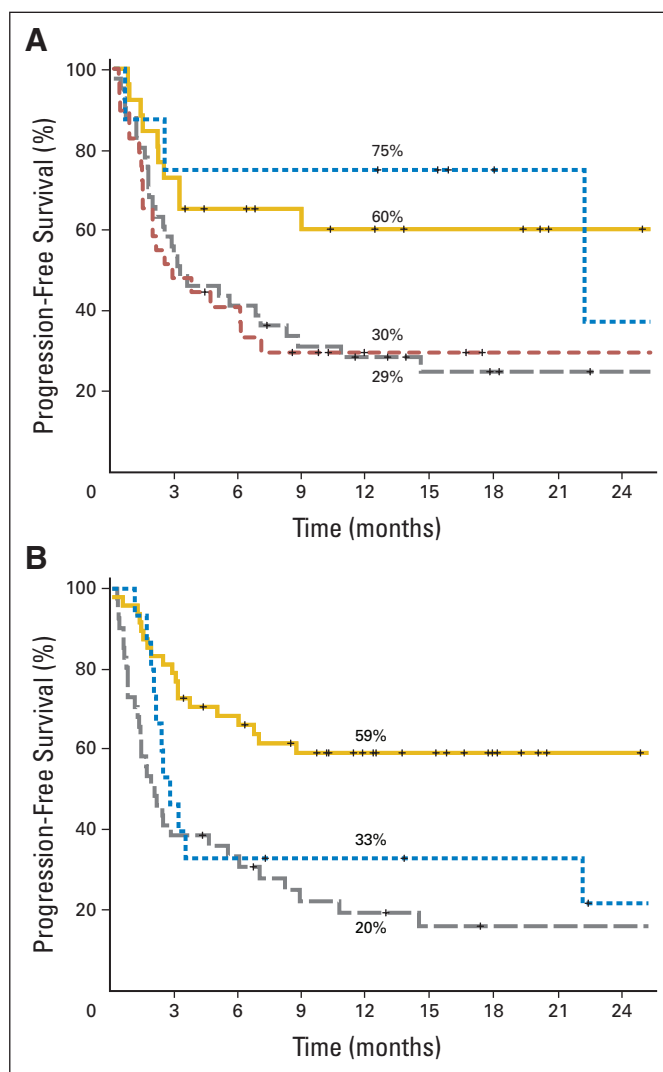 A
Progression-Free Survival (%)
100
80
60
40
20
0
75%
60%
30%
29%
3 6 9 12 15 18 21 24
Time (months)
B
Progression-Free Survival (%)
100
80
60
40
20
0
59%
33%
20%
3 6 9 12 15 18 21 24
Time (months)